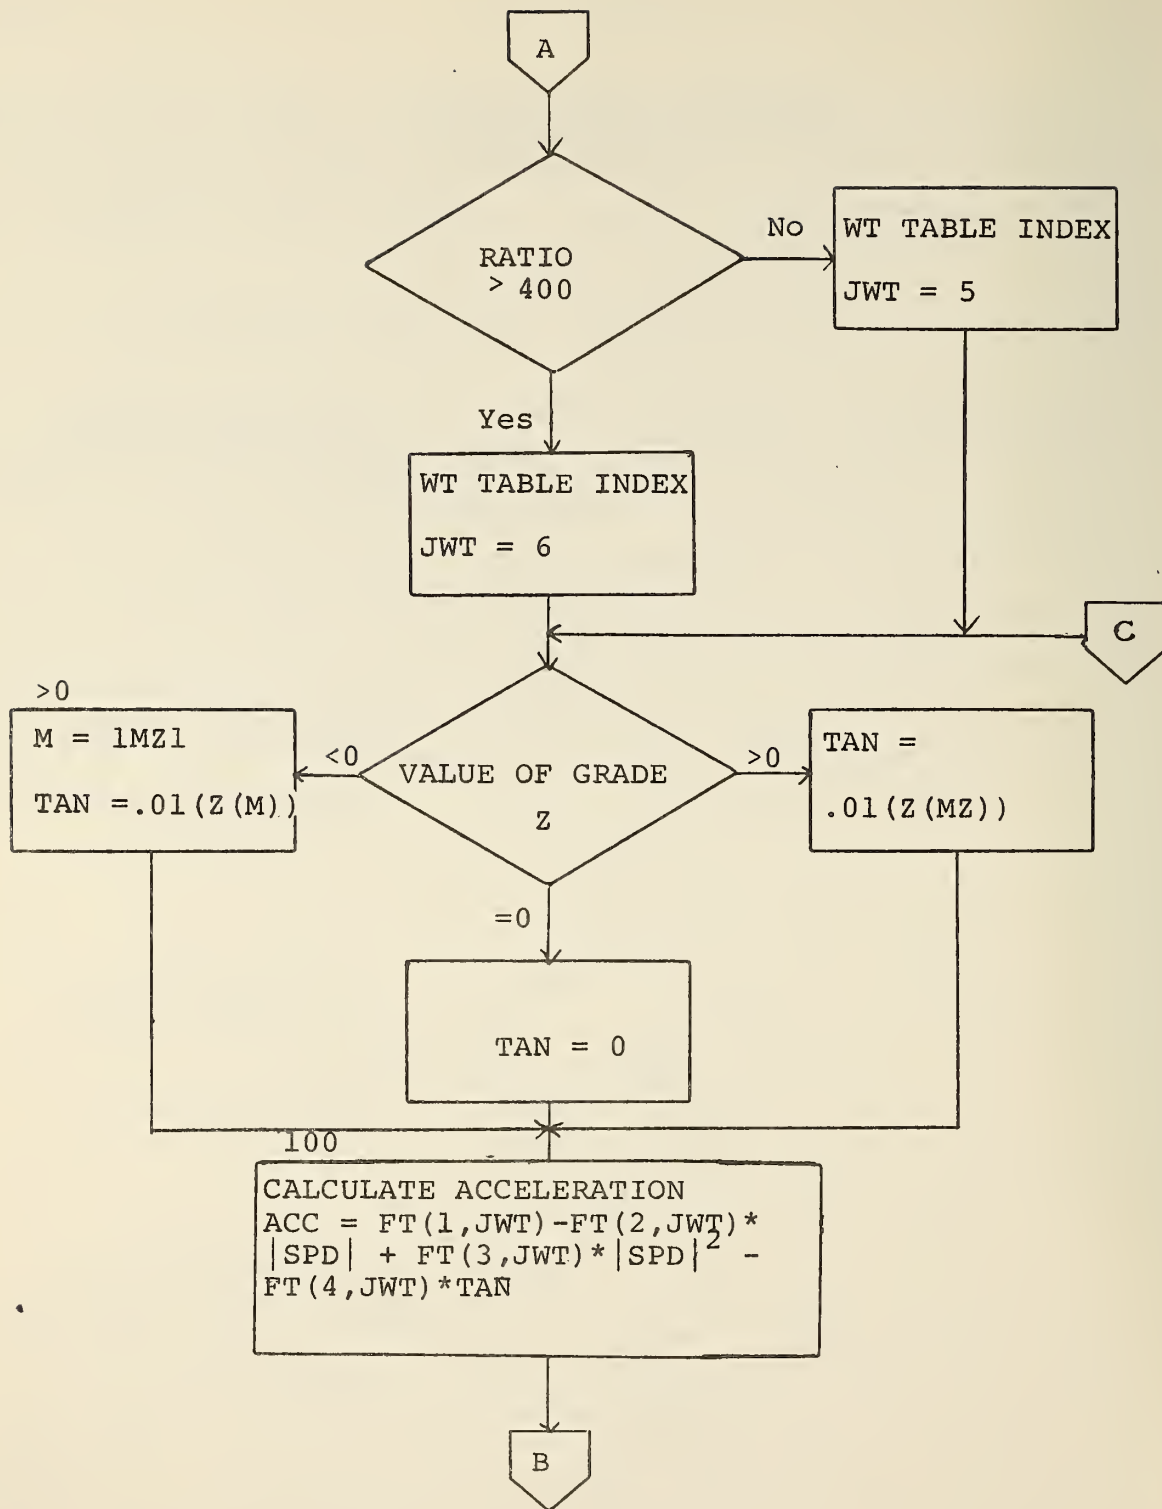 A
RATIO
> 400
No
WT TABLE INDEX
JWT = 5
Yes
WT TABLE INDEX
JWT = 6
C
>0
M = 1MZ1
TAN =.01(Z(M))
<0
VALUE OF GRADE
Z
>0
TAN =
.01(Z(MZ))
=0
TAN = 0
100
CALCULATE ACCELERATION
ACC = FT(1,JWT)-FT(2,JWT)*
|SPD| + FT(3,JWT)*|SPD|² -
FT(4,JWT)*TAN
B